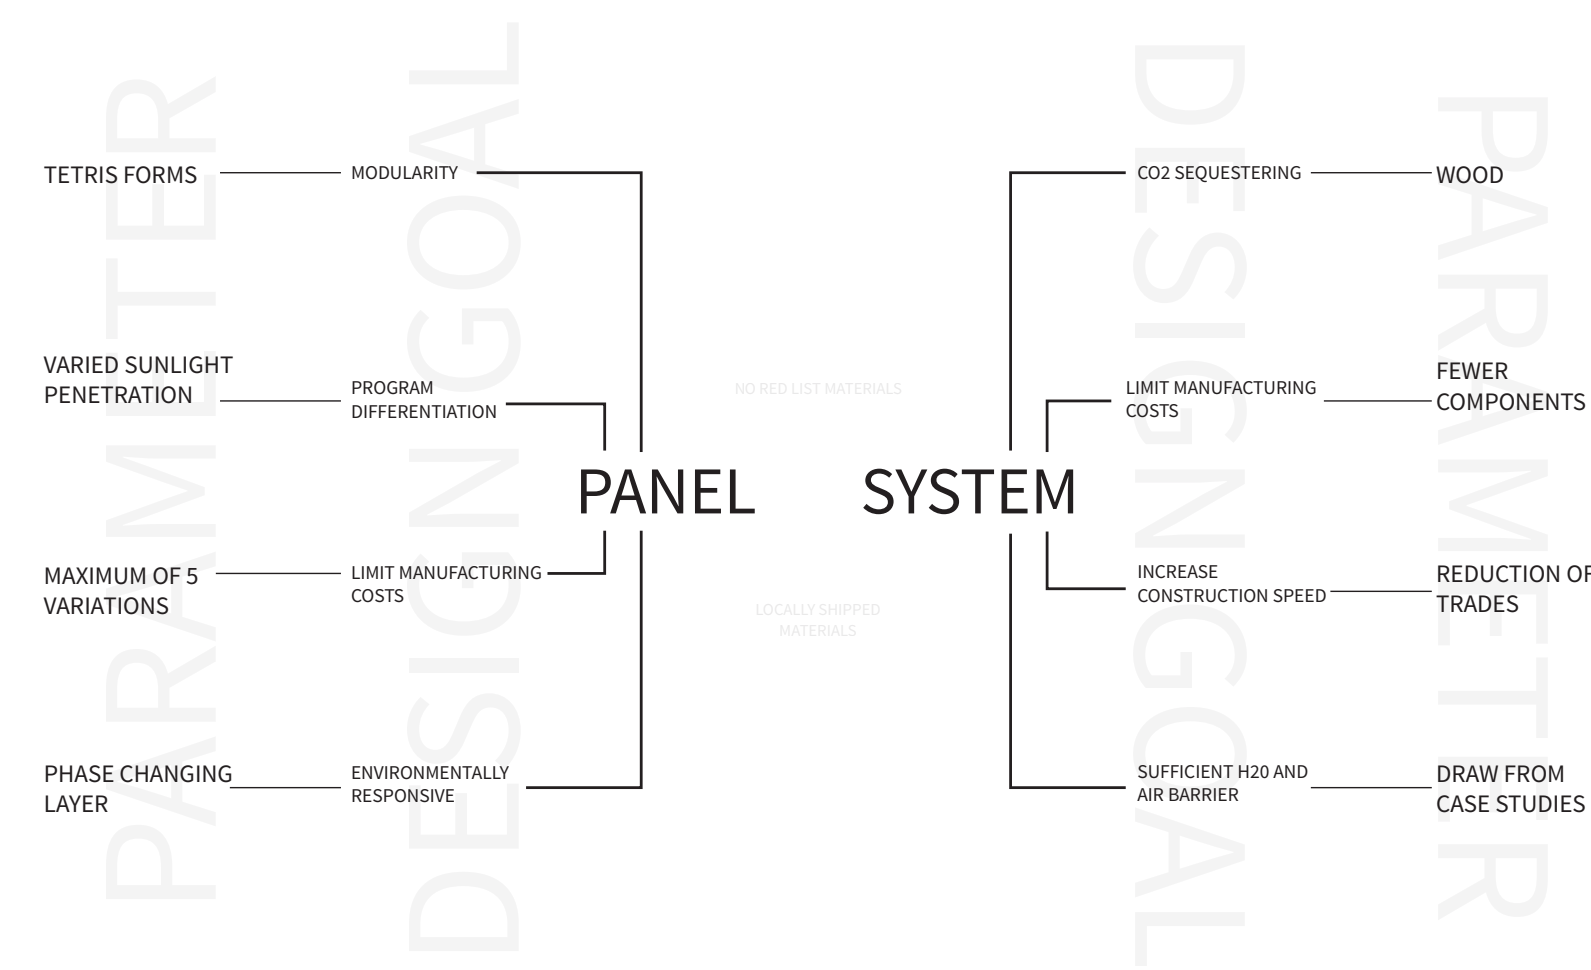 PARAMETER
DESIGN GOAL
DESIGN GOAL
PARAMETER
TETRIS FORMS
MODULARITY
CO2 SEQUESTERING
WOOD
VARIED SUNLIGHT
PENETRATION
PROGRAM
DIFFERENTIATION
NO RED LIST MATERIALS
LIMIT MANUFACTURING
COSTS
FEWER
COMPONENTS
PANEL
SYSTEM
MAXIMUM OF 5
VARIATIONS
LIMIT MANUFACTURING
COSTS
LOCALLY SHIPPED
MATERIALS
INCREASE
CONSTRUCTION SPEED
REDUCTION OF
TRADES
PHASE CHANGING
LAYER
ENVIRONMENTALLY
RESPONSIVE
SUFFICIENT H20 AND
AIR BARRIER
DRAW FROM
CASE STUDIES